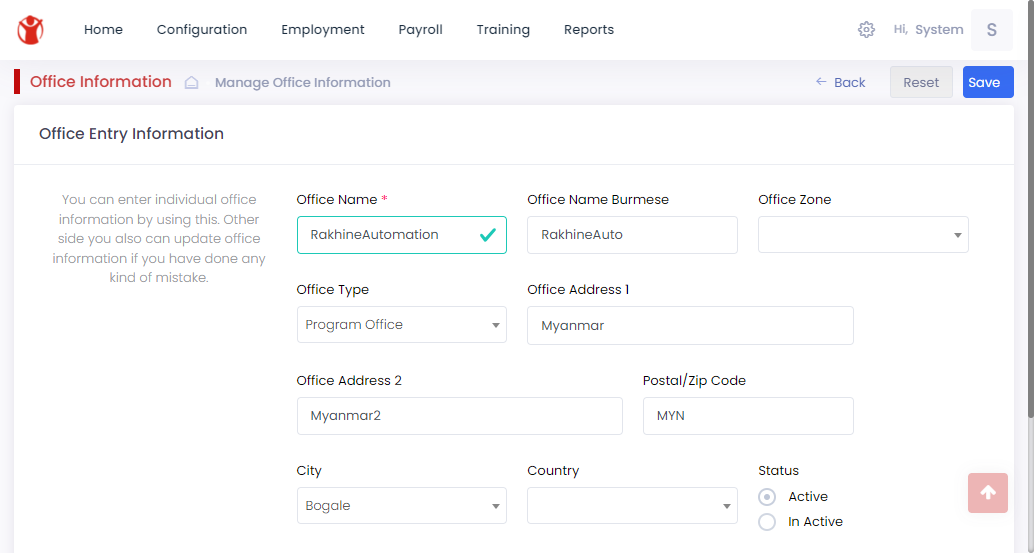 Home Configuration Employment Payroll Training Reports Hi, System S
Office Information Manage Office Information Back Reset Save
Office Entry Information
You can enter individual office
information by using this. Other
side you also can update office
information if you have done any
kind of mistake.
Office Name * Office Name Burmese Office Zone
RakhineAutomation RakhineAuto
Office Type Office Address 1
Program Office Myanmar
Office Address 2 Postal/Zip Code
Myanmar2 MYN
City Country Status
Bogale Active
In Active